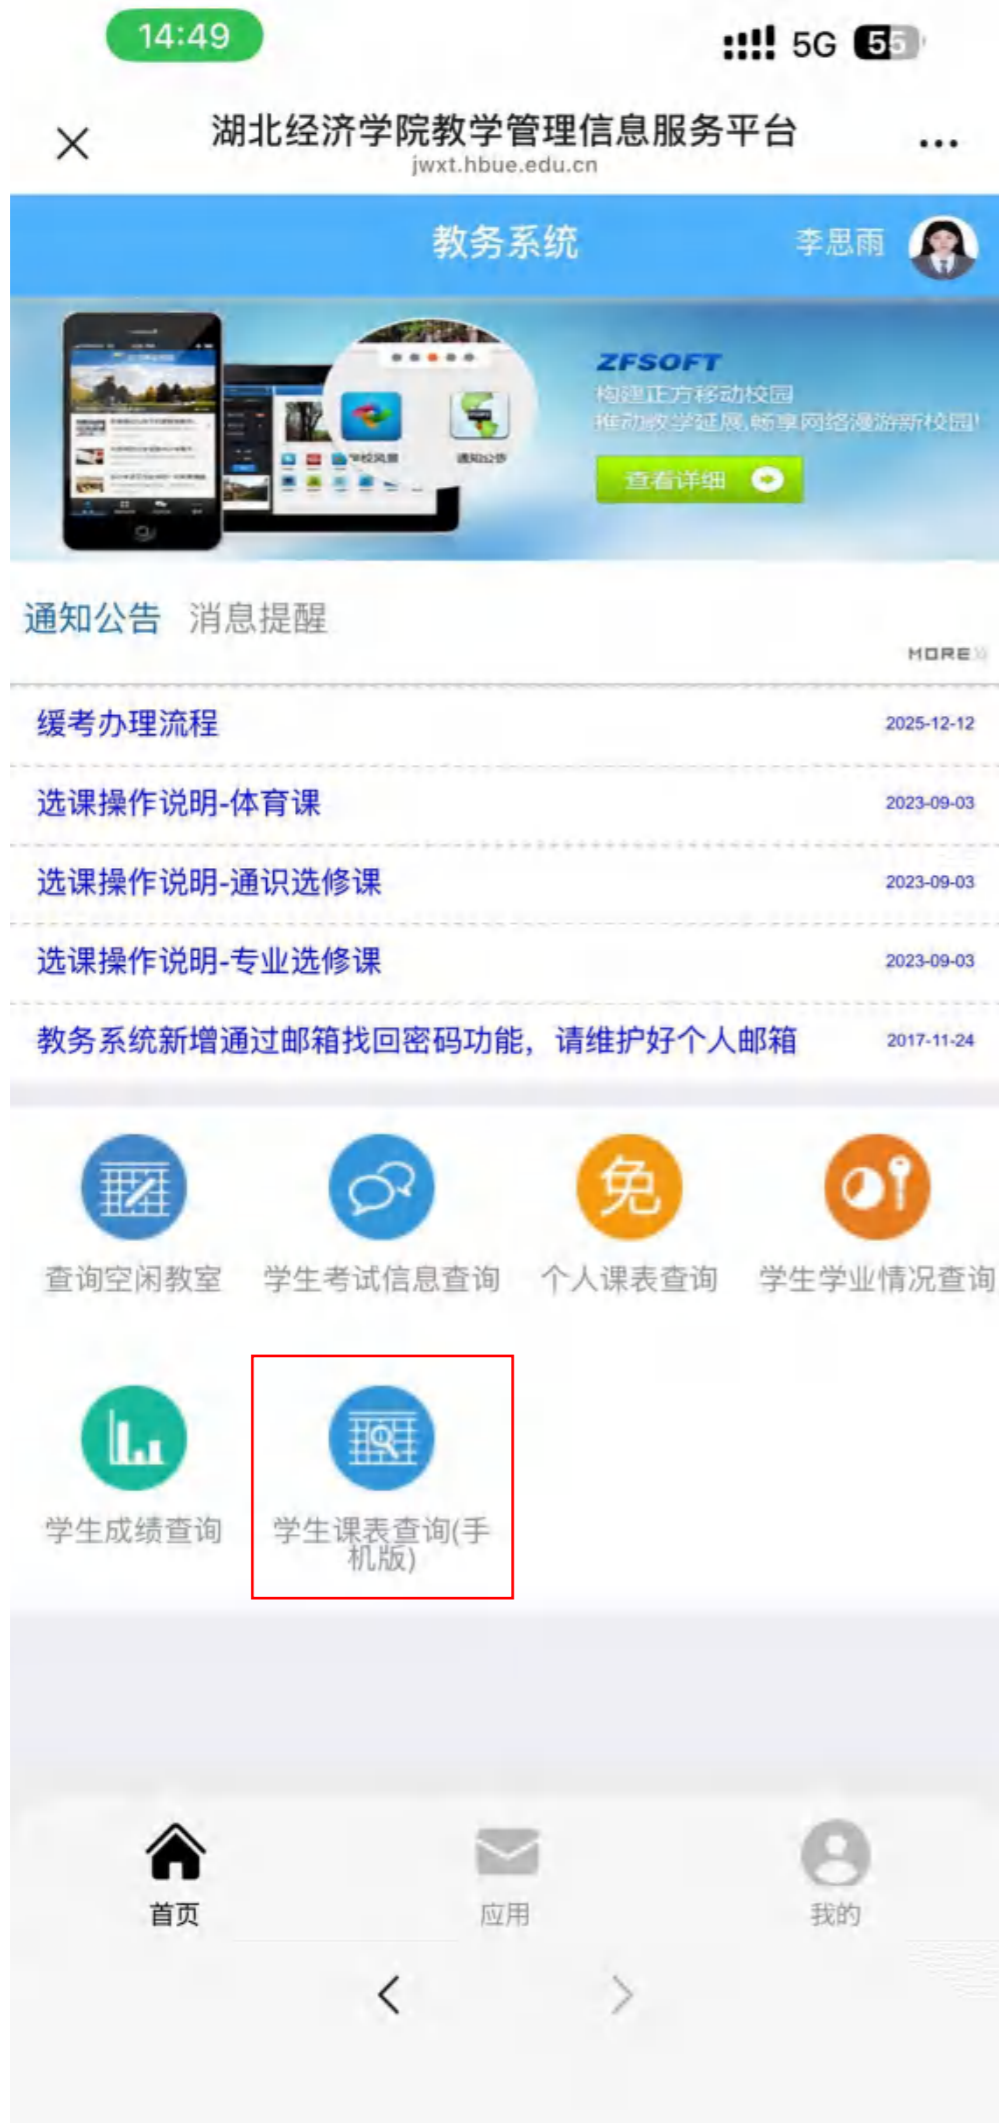 14:49
5G 55
湖北经济学院教学管理信息服务平台
jwxt.hbue.edu.cn
教务系统
李思雨
ZFSOFT
构建正方移动校园
推动教学延展,畅享网络漫游新校园!
查看详细
学校风景
通知公告
通知公告 消息提醒
MORE
缓考办理流程 2025-12-12
选课操作说明-体育课 2023-09-03
选课操作说明-通识选修课 2023-09-03
选课操作说明-专业选修课 2023-09-03
教务系统新增通过邮箱找回密码功能，请维护好个人邮箱 2017-11-24
免
查询空闲教室 学生考试信息查询 个人课表查询 学生学业情况查询
学生成绩查询 学生课表查询(手
机版)
首页 应用 我的